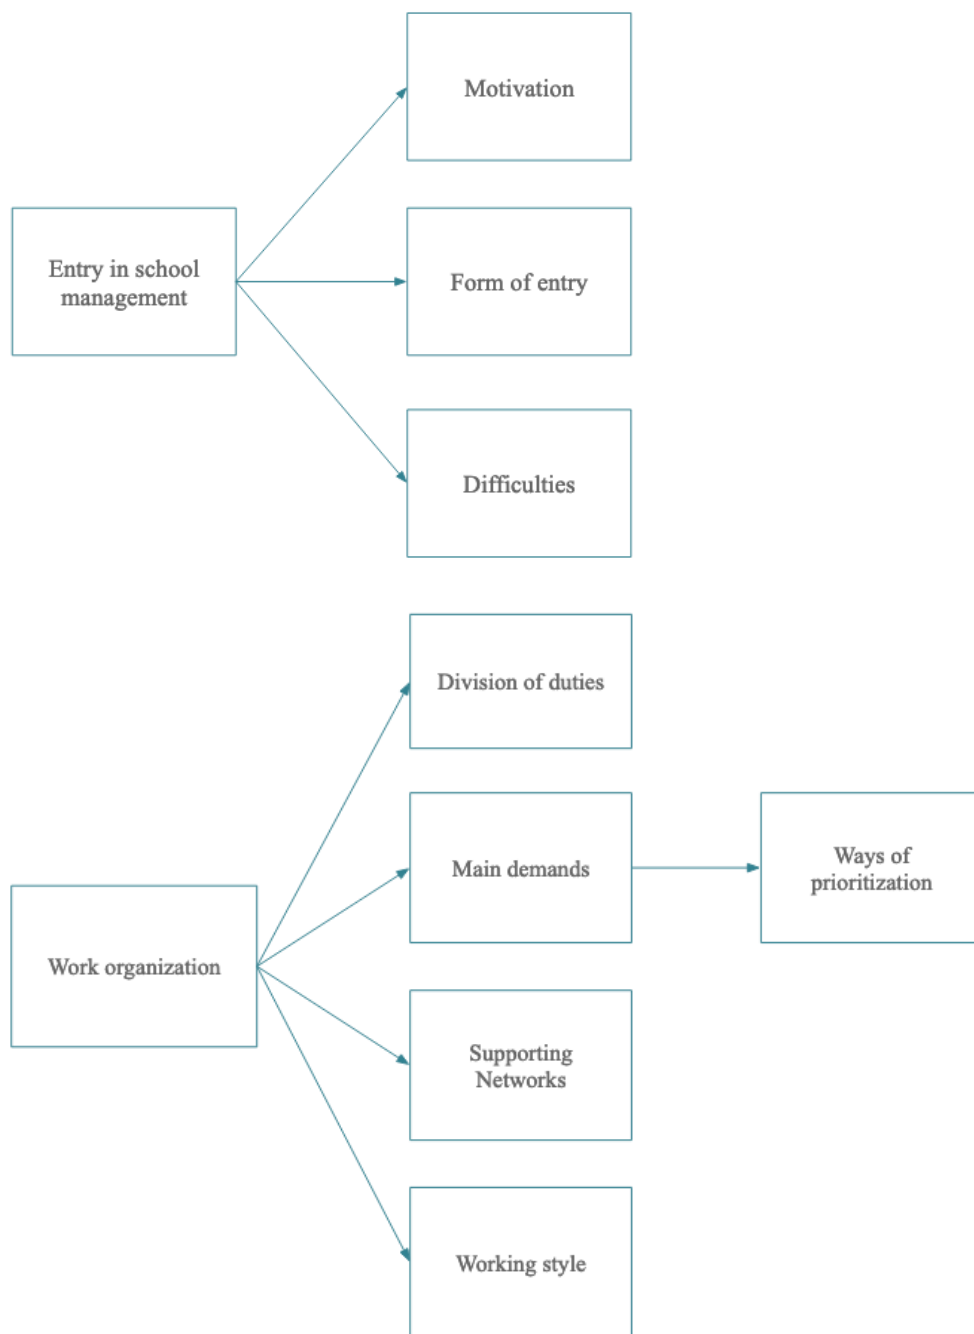 Motivation
Entry in school
management
Form of entry
Difficulties
Division of duties
Main demands
Ways of
prioritization
Work organization
Supporting
Networks
Working style